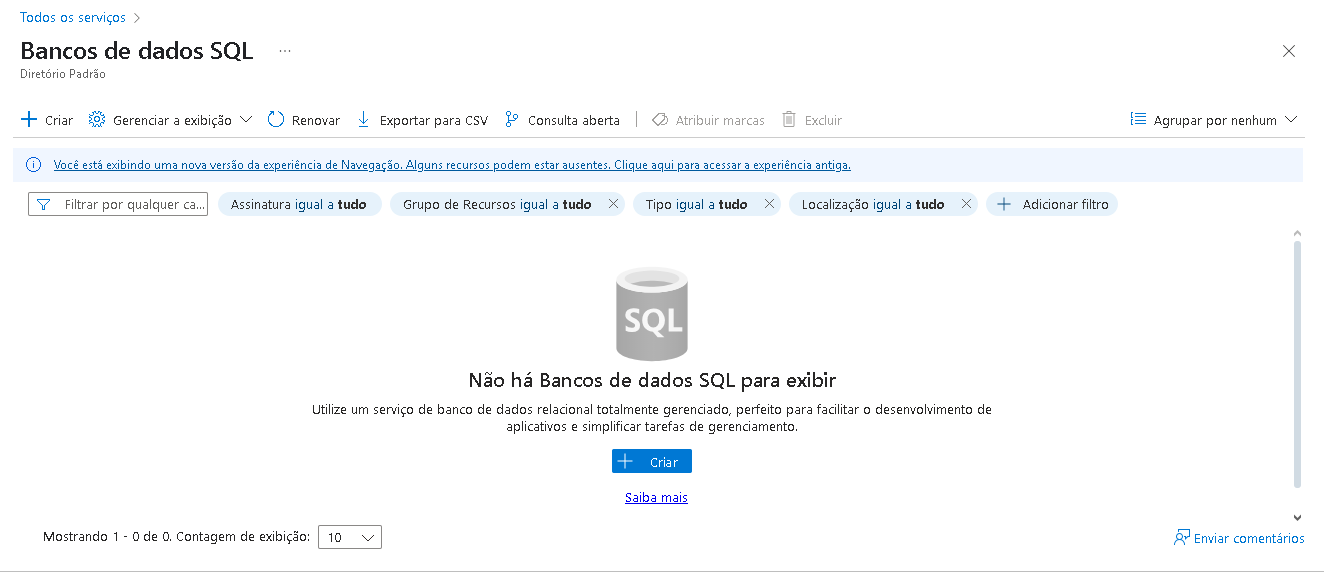 Todos os serviços
Bancos de dados SQL ...
Diretório Padrão
Criar Gerenciar a exibição Renovar Exportar para CSV Consulta aberta Atribuir marcas Excluir Agrupar por nenhum
Você está exibindo uma nova versão da experiência de Navegação. Alguns recursos podem estar ausentes. Clique aqui para acessar a experiência antiga.
Filtrar por qualquer ca... Assinatura igual a tudo Grupo de Recursos igual a tudo Tipo igual a tudo Localização igual a tudo Adicionar filtro
SQL
Não há Bancos de dados SQL para exibir
Utilize um serviço de banco de dados relacional totalmente gerenciado, perfeito para facilitar o desenvolvimento de
aplicativos e simplificar tarefas de gerenciamento.
Criar
Saiba mais
Mostrando 1 - 0 de 0. Contagem de exibição: 10 Enviar comentários